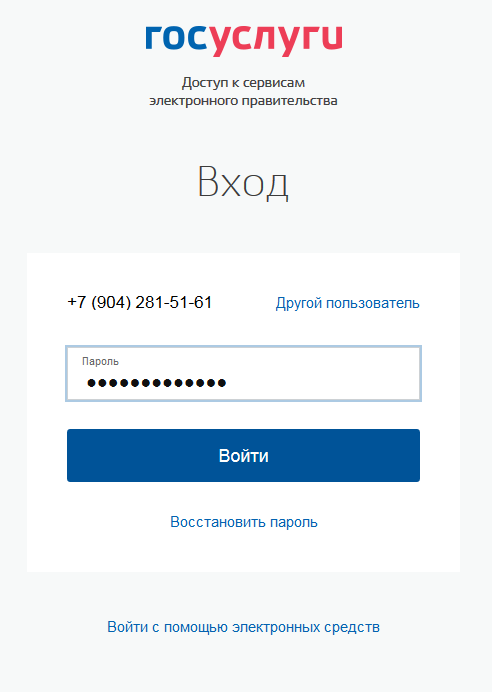 госуслуги
Доступ к сервисам
электронного правительства
Вход
+7 (904) 281-51-61 Другой пользователь
Пароль
●●●●●●●●●●●●●
Войти
Восстановить пароль
Войти с помощью электронных средств